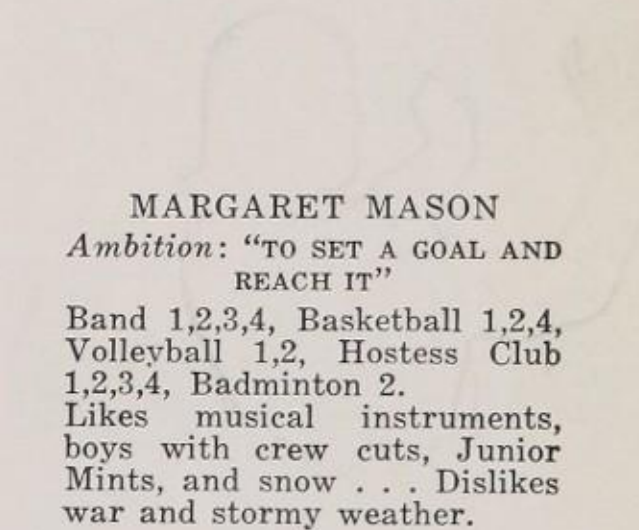 MARGARET MASON
Ambition: "TO SET A GOAL AND
REACH IT"
Band 1,2,3,4, Basketball 1,2,4,
Volleyball 1,2, Hostess Club
1,2,3,4, Badminton 2.
Likes musical instruments,
boys with crew cuts, Junior
Mints, and snow . . . Dislikes
war and stormy weather.